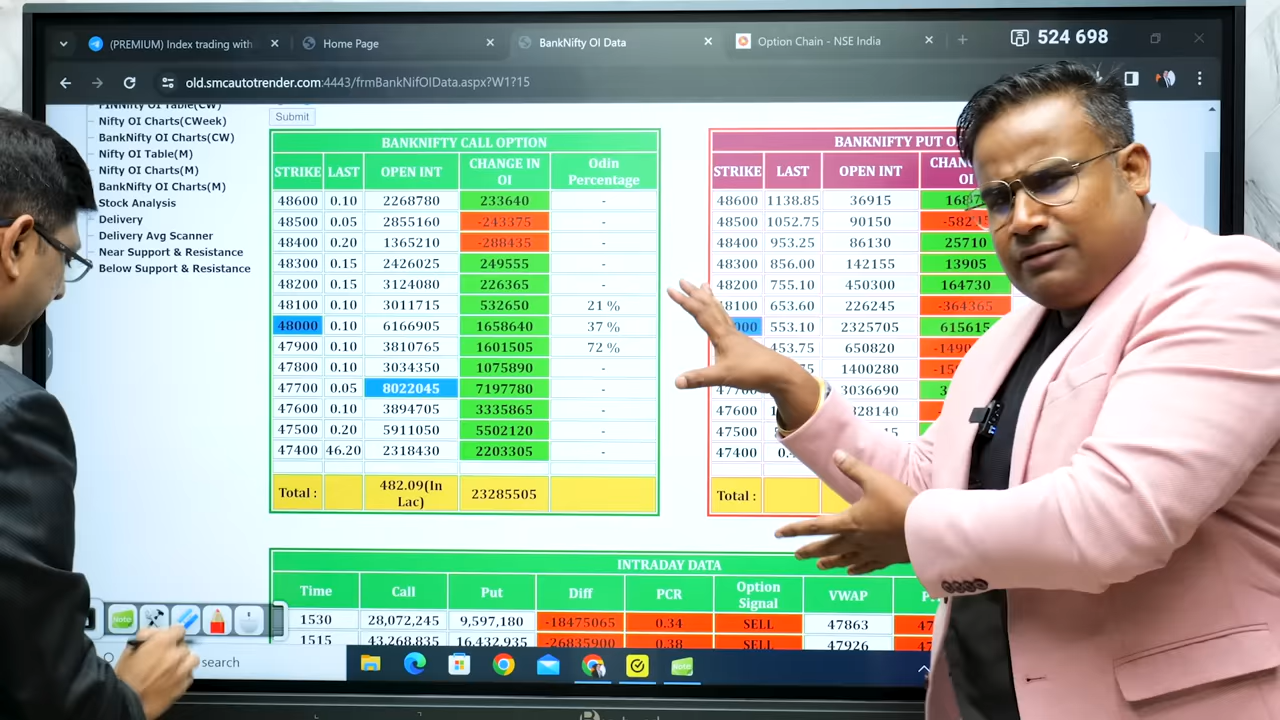 (PREMIUM) Index trading with
Home Page
BankNifty OI Data
Option Chain - NSE India
524 698
old.smcautotrender.com:4443/frmBankNifOIData.aspx?W1?15
FINNifty OI Table(CW)
Nifty OI Charts(CWeek)
BankNifty OI Charts(CW)
Nifty OI Table(M)
Nifty OI Charts(M)
BankNifty OI Charts(M)
Stock Analysis
Delivery
Delivery Avg Scanner
Near Support & Resistance
Below Support & Resistance
Submit
BANKNIFTY CALL OPTION
STRIKE LAST OPEN INT CHANGE IN OI Odin Percentage
48600 0.10 2268780 233640 -
48500 0.05 2855160 -243375 -
48400 0.20 1365210 -288435 -
48300 0.15 2426025 249555 -
48200 0.15 3124080 226365 -
48100 0.10 3011715 532650 21 %
48000 0.10 6166905 1658640 37 %
47900 0.10 3810765 1601505 72 %
47800 0.10 3034350 1075890 -
47700 0.05 8022045 7197780 -
47600 0.10 3894705 3335865 -
47500 0.20 5911050 5502120 -
47400 46.20 2318430 2203305 -
Total : 482.09(In Lac) 23285505
BANKNIFTY PUT
STRIKE LAST OPEN INT
48600 1138.85 36915
48500 1052.75 90150
48400 953.25 86130 25710
48300 856.00 142155 13905
48200 755.10 450300 164730
48100 653.60 226245 -364365
553.10 2325705 615615
453.75 650820
1400280
47700 3036690
47600
47500
47400
Total :
INTRADAY DATA
Time Call Put Diff PCR Option Signal VWAP
1530 28,072,245 9,597,180 -18475065 0.34 SELL 47863
1515 43,268,835 16,432,935 -26835900 0.38 SELL 47926
Note
search
Note